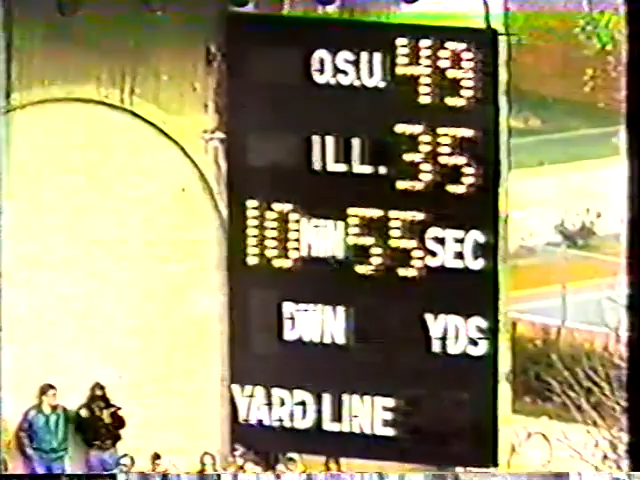 O.S.U. 49
ILL. 35
10 MIN 55 SEC
DWN YDS
YARD LINE